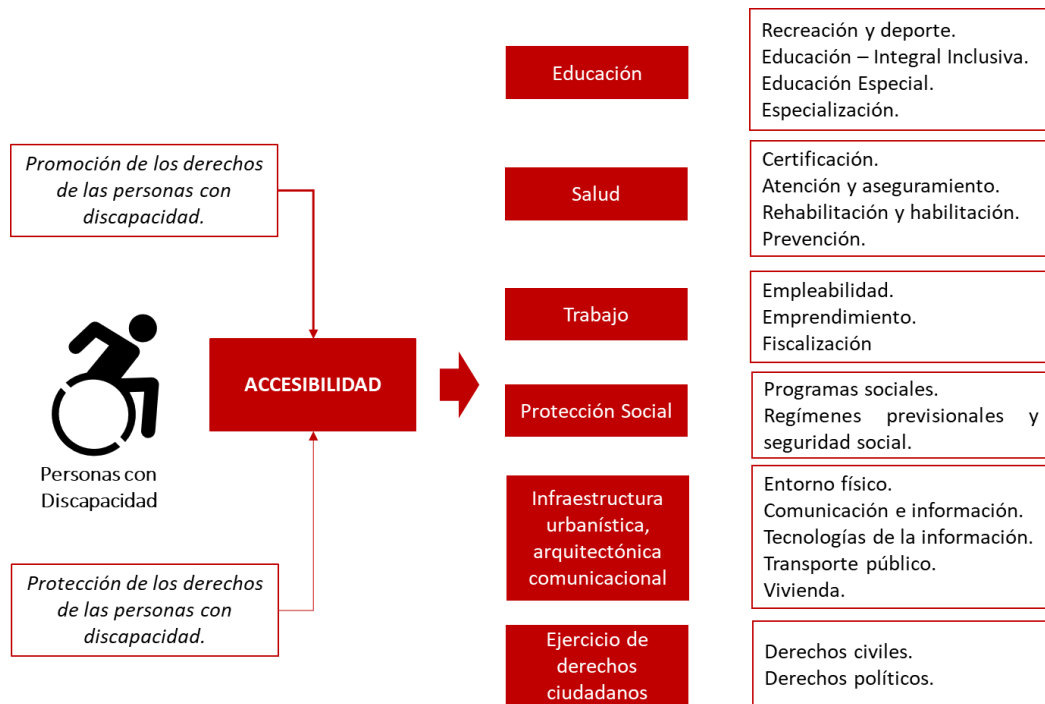 Promoción de los derechos
de las personas con
discapacidad.
Personas con
Discapacidad
Protección de los derechos
de las personas con
discapacidad.
ACCESIBILIDAD
Educación
Recreación y deporte.
Educación – Integral Inclusiva.
Educación Especial.
Especialización.
Salud
Certificación.
Atención y aseguramiento.
Rehabilitación y habilitación.
Prevención.
Trabajo
Empleabilidad.
Emprendimiento.
Fiscalización
Protección Social
Programas sociales.
Regímenes previsionales y
seguridad social.
Infraestructura
urbanística,
arquitectónica
comunicacional
Entorno físico.
Comunicación e información.
Tecnologías de la información.
Transporte público.
Vivienda.
Ejercicio de
derechos
ciudadanos
Derechos civiles.
Derechos políticos.